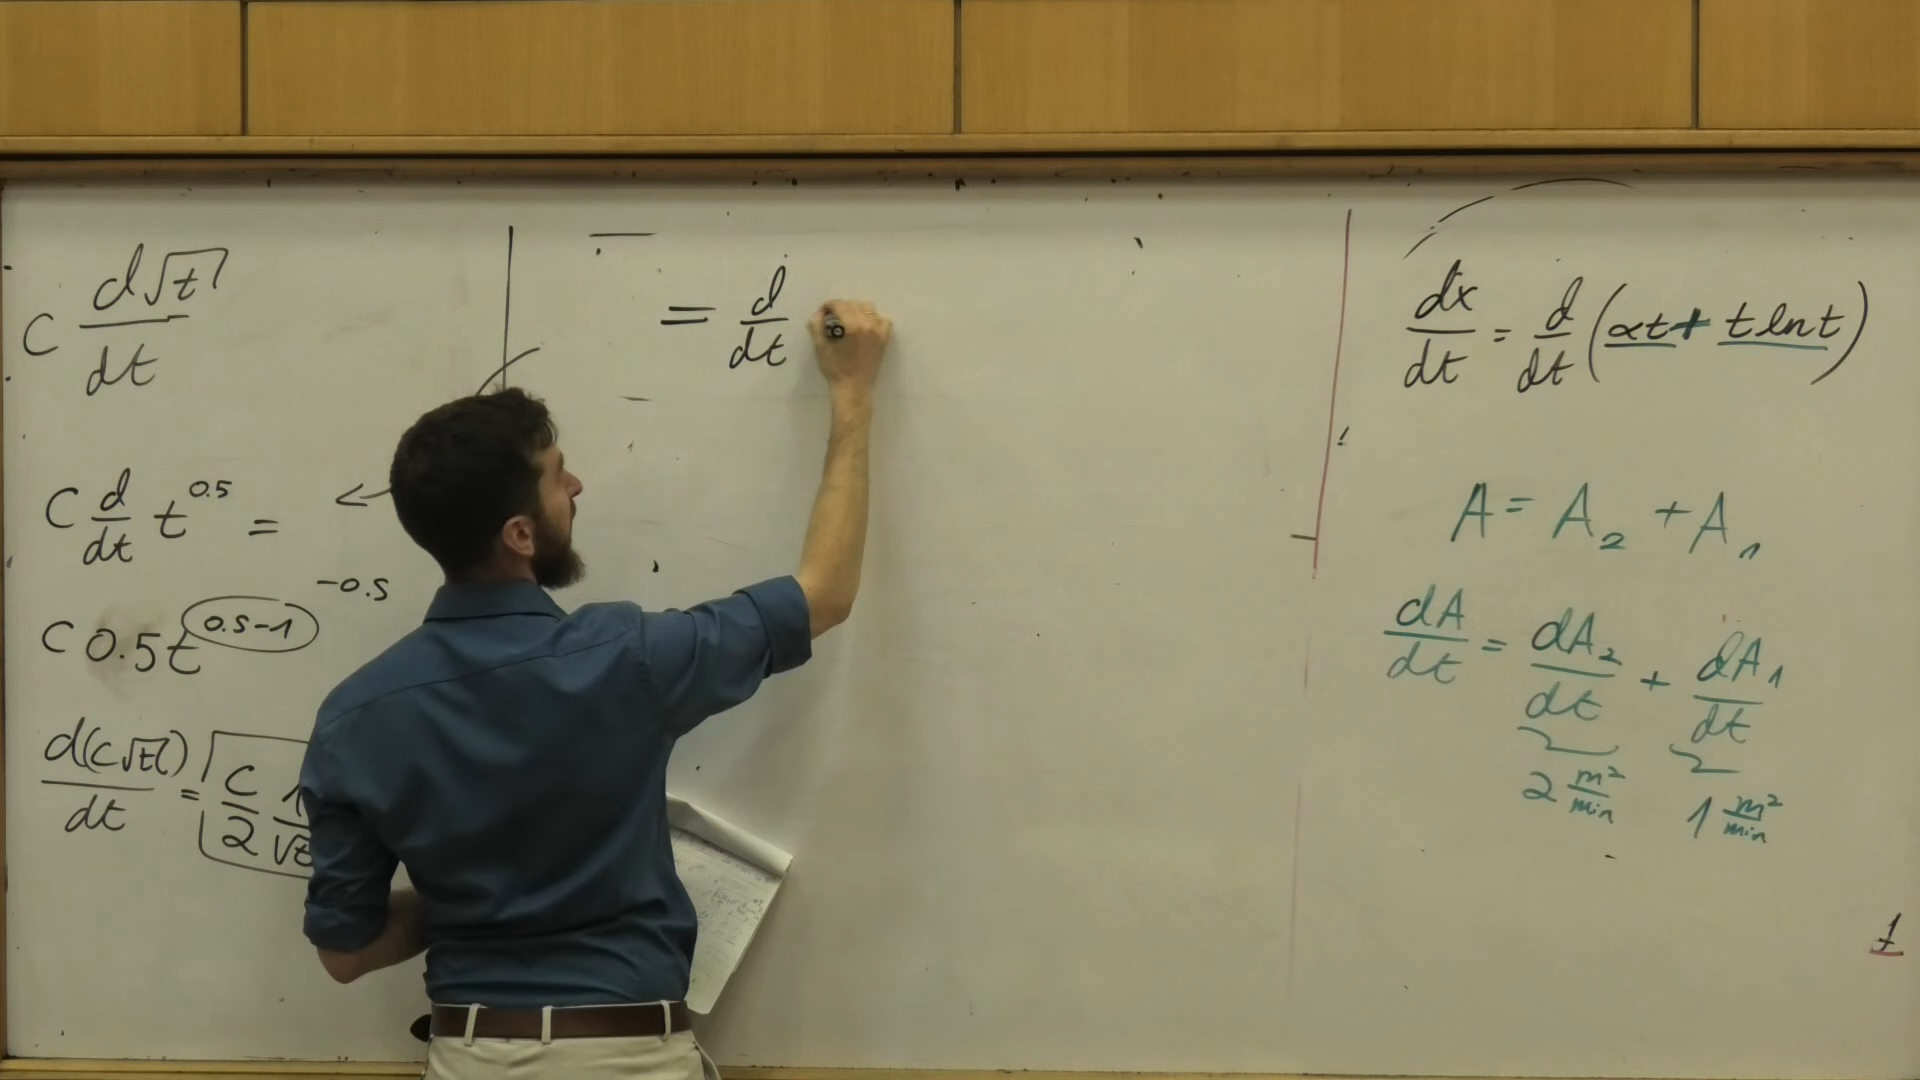 C d√t / dt
C d/dt t^0.5 =
C 0.5t^0.5-1 -0.5
d(C√t) / dt = C/2 1/√t
= d/dt
dx/dt = d/dt (αt + t ln t)
A = A₂ + A₁
dA/dt = dA₂/dt + dA₁/dt
2 m²/min 1 m²/min